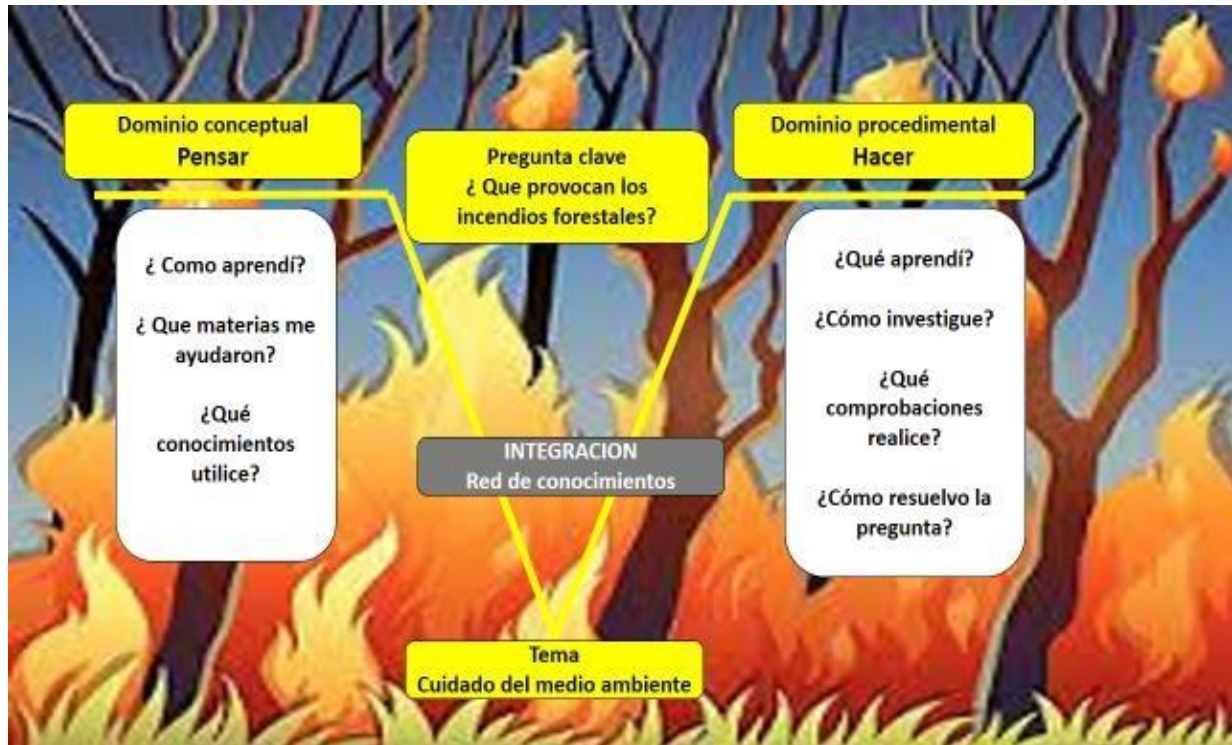 Dominio conceptual
Pensar
Pregunta clave
¿ Que provocan los
incendios forestales?
Dominio procedimental
Hacer
¿ Como aprendí?
¿ Que materias me
ayudaron?
¿Qué
conocimientos
utilice?
¿Qué aprendí?
¿Cómo investigue?
¿Qué
comprobaciones
realice?
¿Cómo resuelvo la
pregunta?
INTEGRACION
Red de conocimientos
Tema
Cuidado del medio ambiente